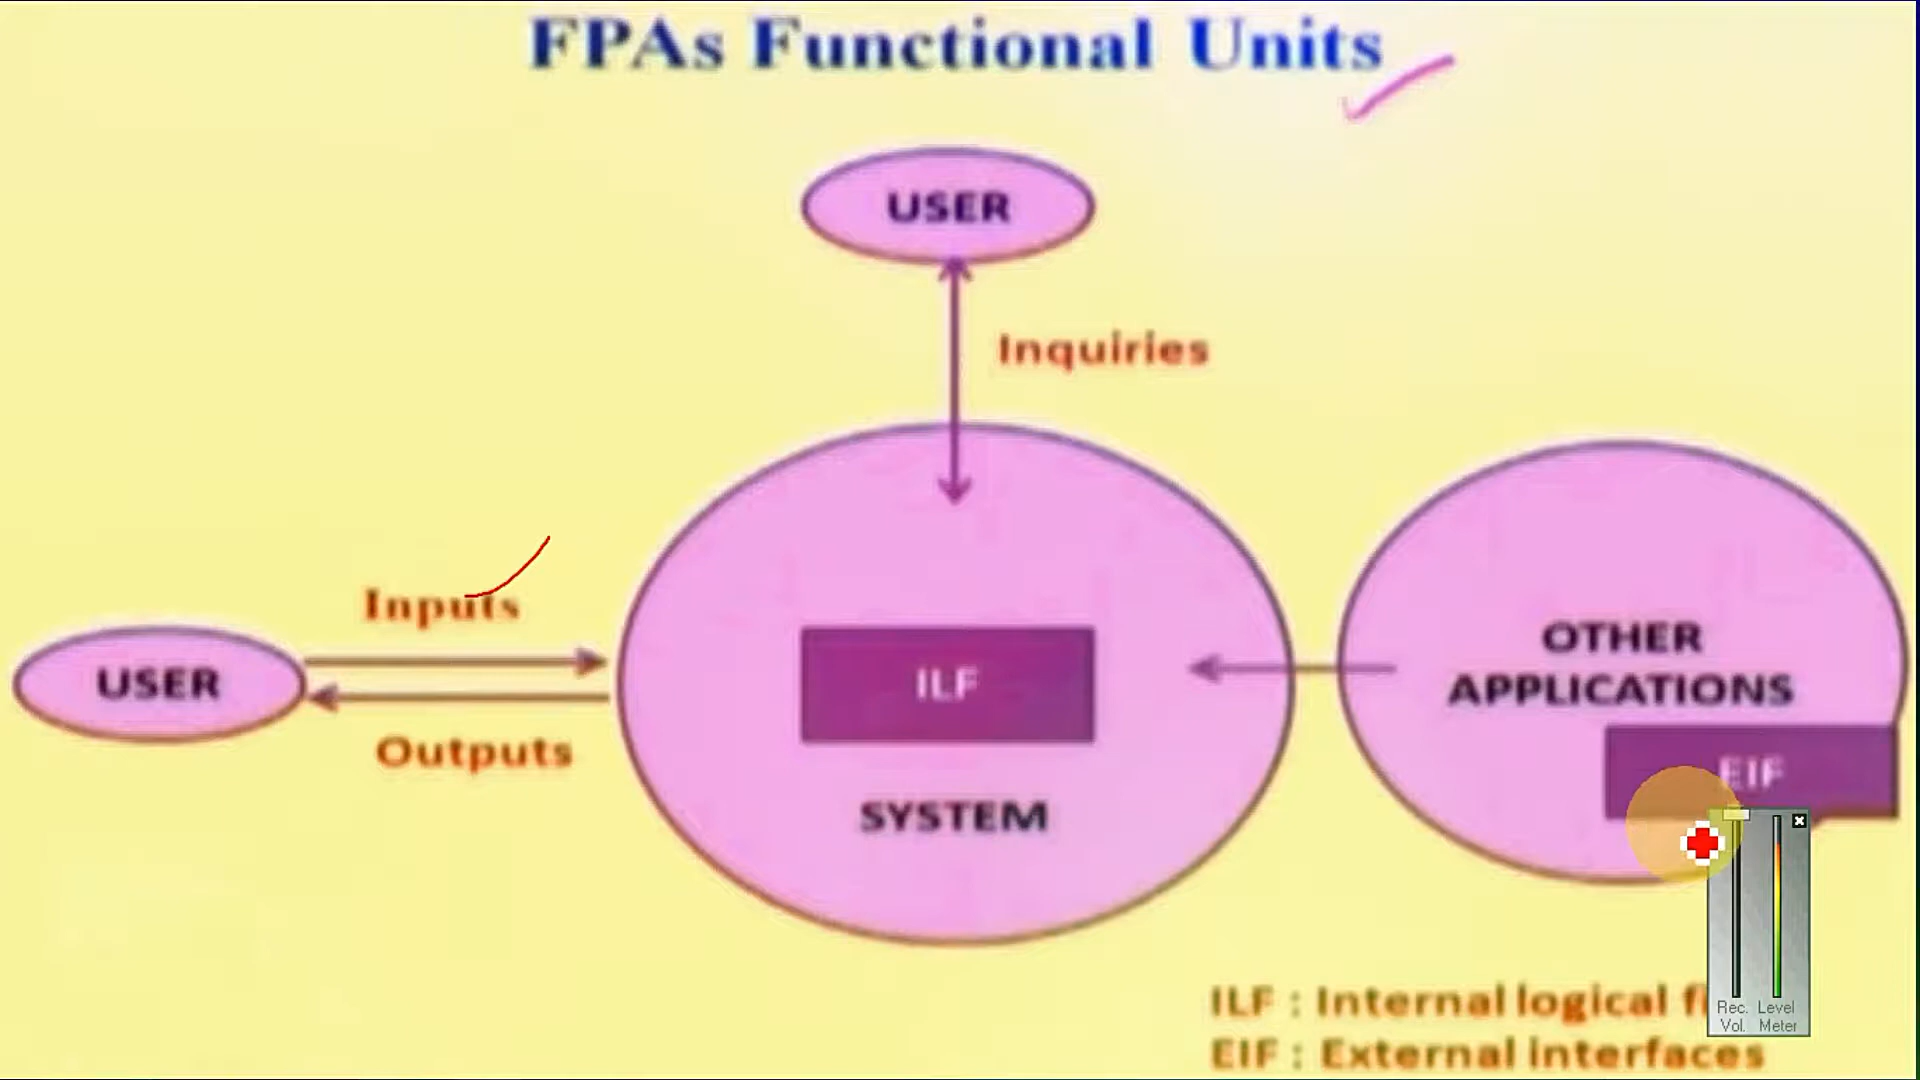 FPAs Functional Units
USER
Inquiries
Inputs
USER
Outputs
ILF
SYSTEM
OTHER
APPLICATIONS
EIF
ILF : Internal logical
EIF : External interfaces
Rec. Level
Vol. Meter